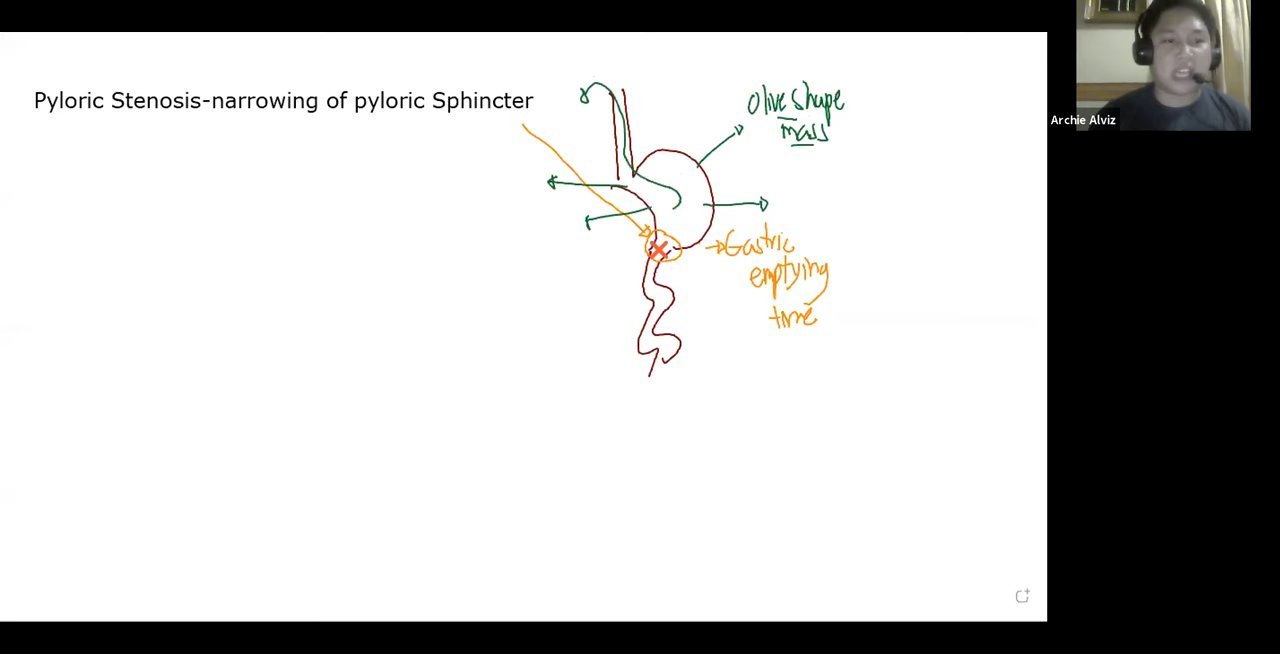 Pyloric Stenosis-narrowing of pyloric Sphincter
Olive shape
mass
Archie Alviz
Gastric
emptying
time